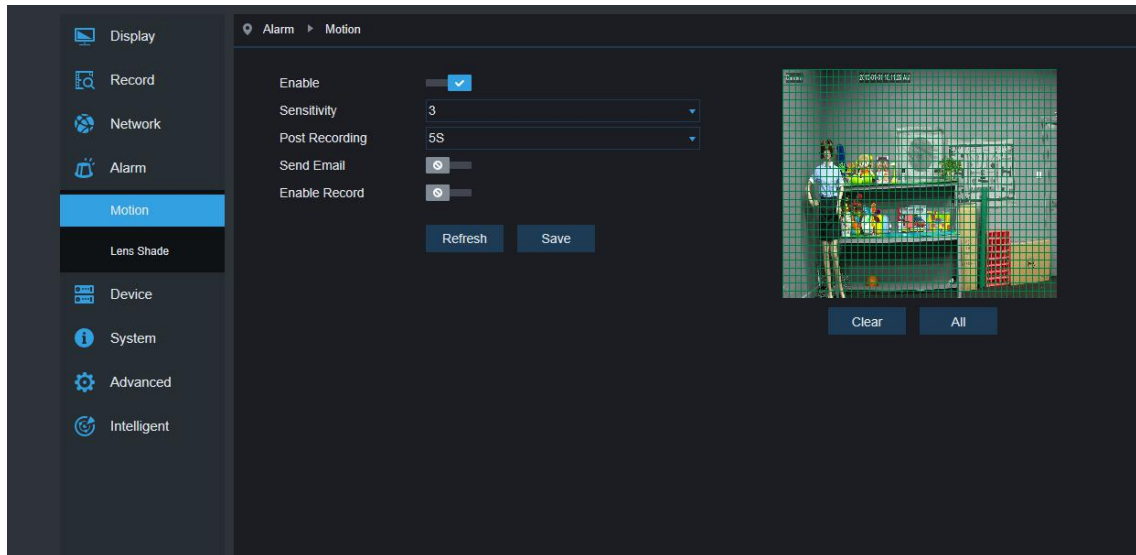 Display
Record
Network
Alarm
Motion
Lens Shade
Device
System
Advanced
Intelligent
Alarm Motion
Enable
Sensitivity 3
Post Recording 5S
Send Email
Enable Record
Refresh Save
Clear All